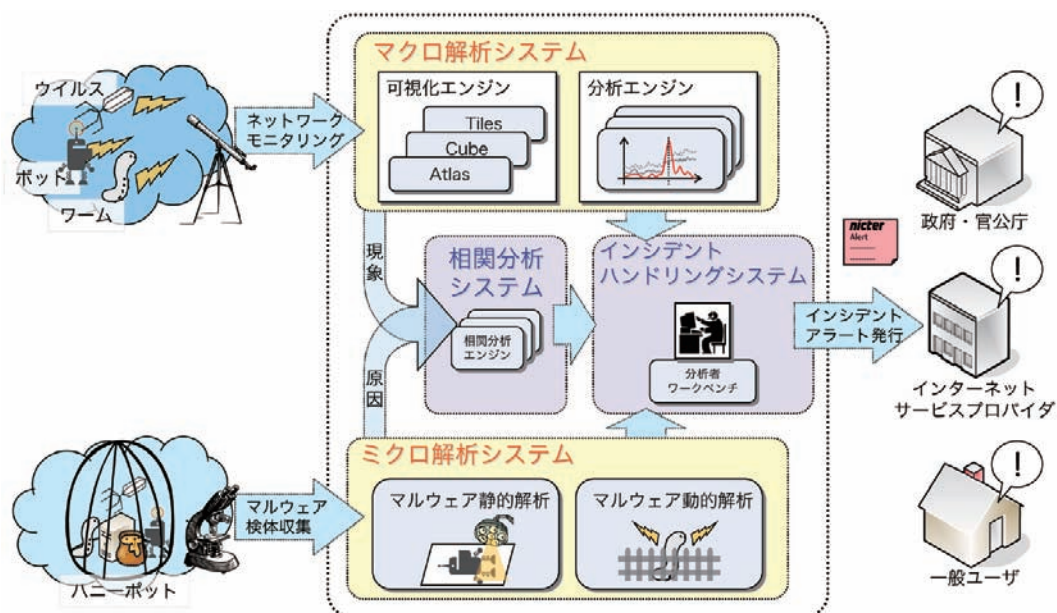 マクロ解析システム
可視化エンジン
Tiles
Cube
Atlas
分析エンジン
ウイルス
ボット
ワーム
ネットワーク
モニタリング
現象
原因
相関分析
システム
相関分析
エンジン
インシデント
ハンドリングシステム
分析者
ワークベンチ
nicter
Alert
インシデント
アラート発行
!
政府・官公庁
!
インターネット
サービスプロバイダ
!
一般ユーザ
ミクロ解析システム
マルウェア静的解析
マルウェア動的解析
マルウェア
検体収集
ハニーポット